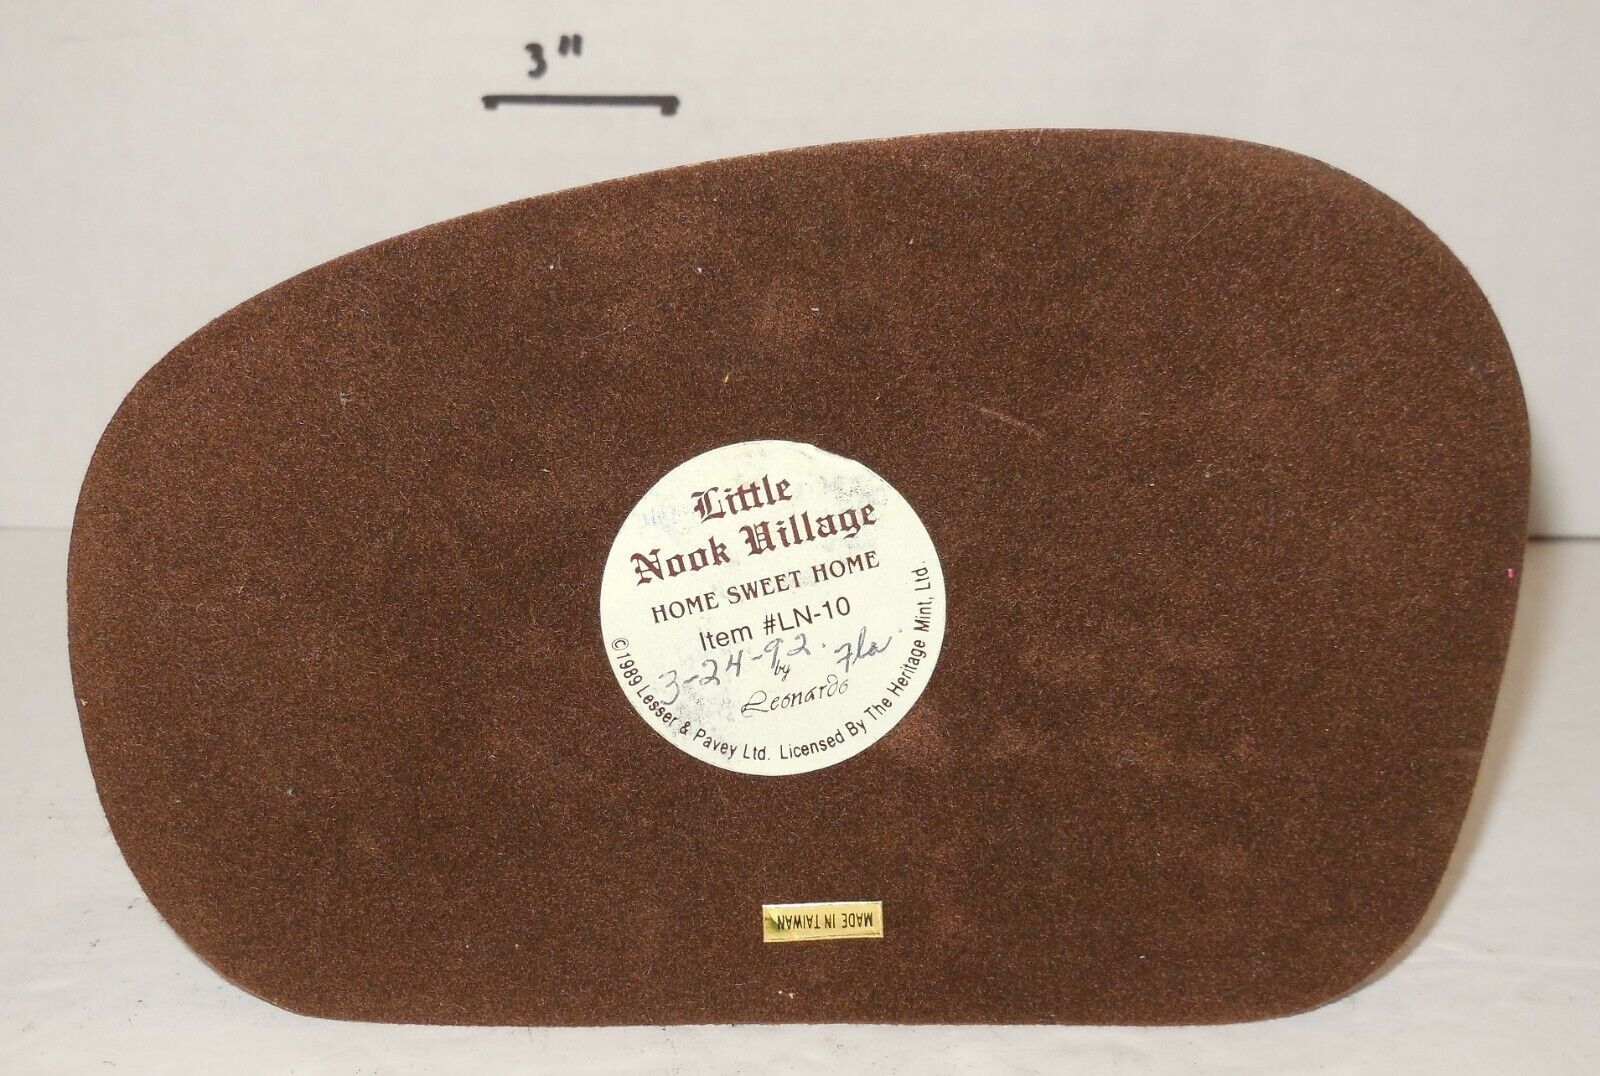 3"
Little
Nook Village
HOME SWEET HOME
Item #LN-10
3-24-92. Fla.
by
Leonardo
©1989 Lesser & Pavey Ltd. Licensed By The Heritage Mint, Ltd.
MADE IN TAIWAN